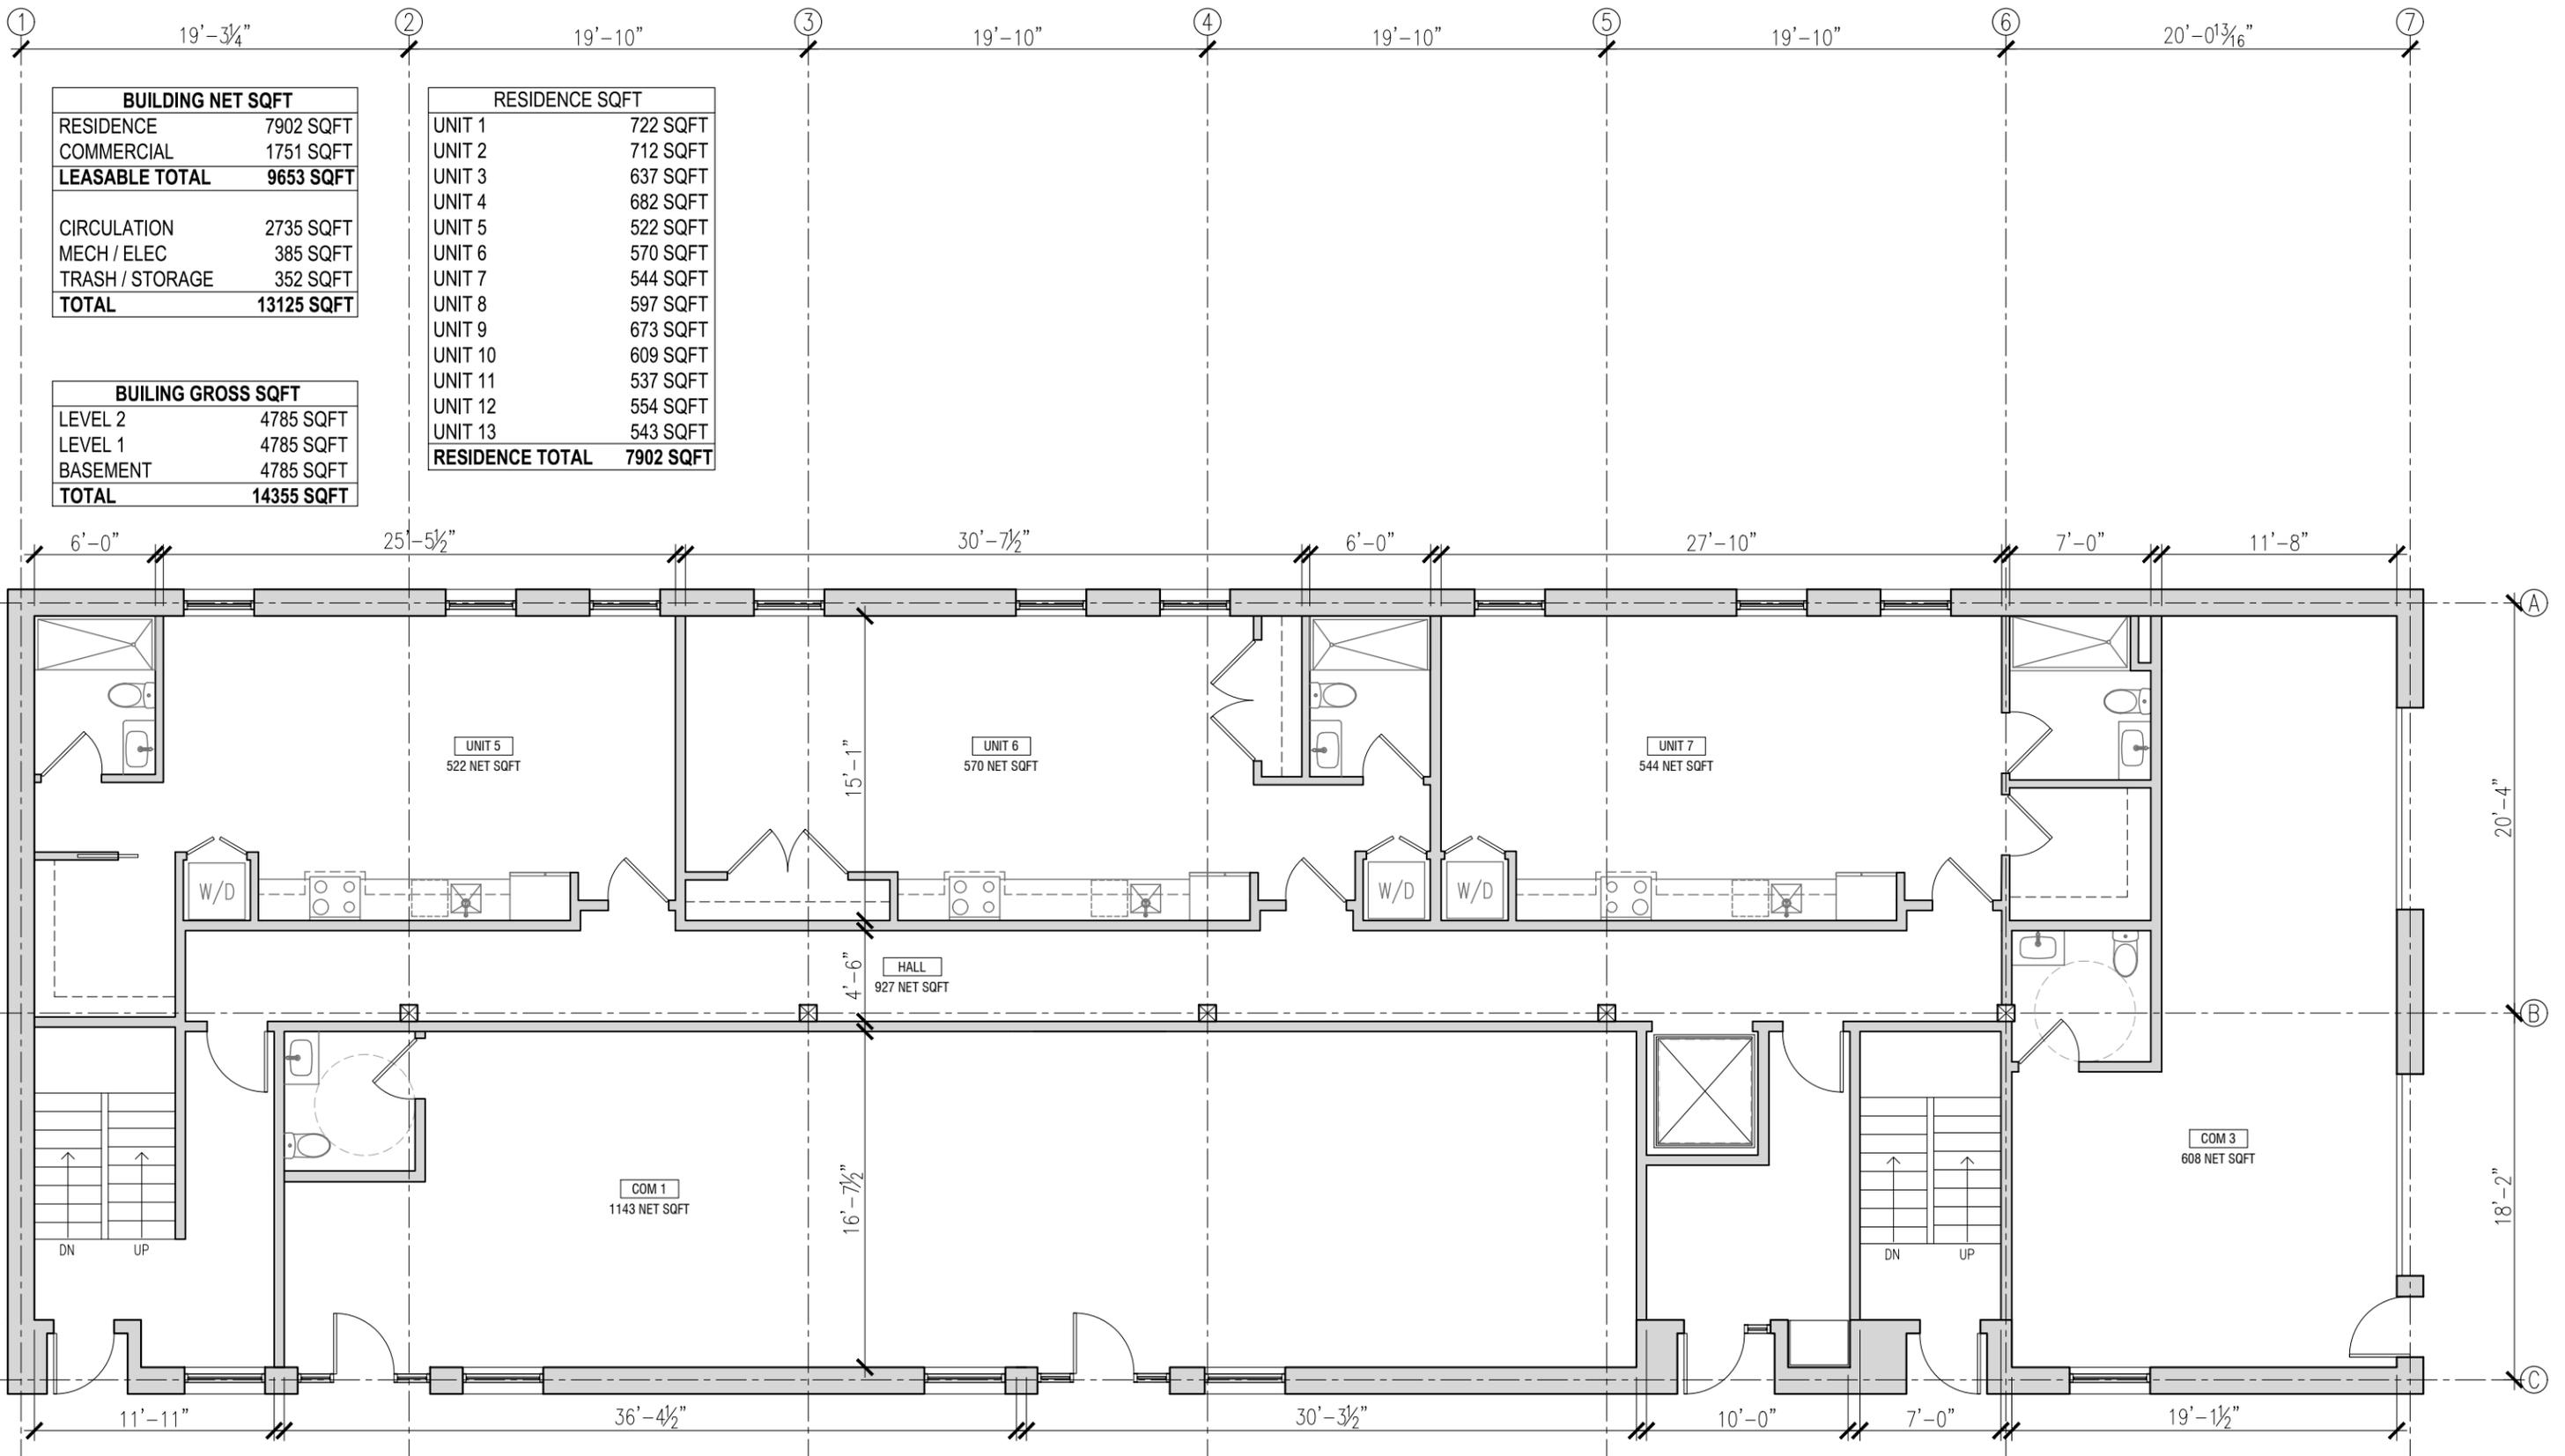 1 2 3 4 5 6 7
19'-3¼" 19'-10" 19'-10" 19'-10" 19'-10" 20'-0¹³⁄₁₆"
BUILDING NET SQFT
RESIDENCE 7902 SQFT
COMMERCIAL 1751 SQFT
LEASABLE TOTAL 9653 SQFT
CIRCULATION 2735 SQFT
MECH / ELEC 385 SQFT
TRASH / STORAGE 352 SQFT
TOTAL 13125 SQFT
BUILING GROSS SQFT
LEVEL 2 4785 SQFT
LEVEL 1 4785 SQFT
BASEMENT 4785 SQFT
TOTAL 14355 SQFT
RESIDENCE SQFT
UNIT 1 722 SQFT
UNIT 2 712 SQFT
UNIT 3 637 SQFT
UNIT 4 682 SQFT
UNIT 5 522 SQFT
UNIT 6 570 SQFT
UNIT 7 544 SQFT
UNIT 8 597 SQFT
UNIT 9 673 SQFT
UNIT 10 609 SQFT
UNIT 11 537 SQFT
UNIT 12 554 SQFT
UNIT 13 543 SQFT
RESIDENCE TOTAL 7902 SQFT
6'-0" 25'-5½" 30'-7½" 6'-0" 27'-10" 7'-0" 11'-8"
A
UNIT 5
522 NET SQFT
15'-1"
UNIT 6
570 NET SQFT
UNIT 7
544 NET SQFT
20'-4"
W/D
W/D
W/D
4'-6"
HALL
927 NET SQFT
B
COM 1
1143 NET SQFT
16'-7½"
COM 3
608 NET SQFT
18'-2"
DN UP
DN UP
C
11'-11" 36'-4½" 30'-3½" 10'-0" 7'-0" 19'-1½"